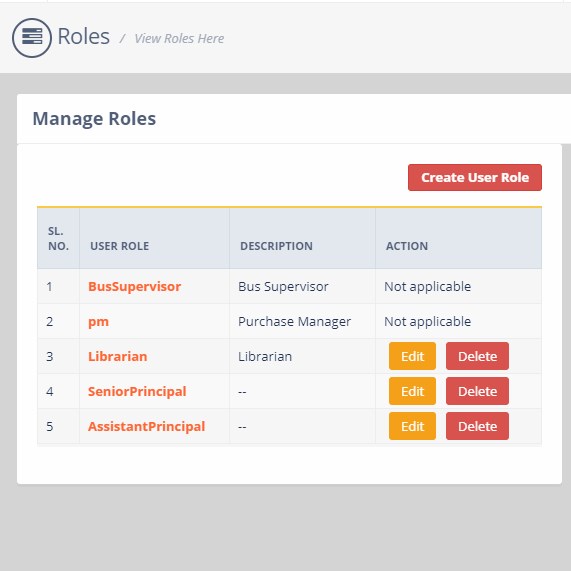 Roles / View Roles Here
Manage Roles
Create User Role
SL. NO. USER ROLE DESCRIPTION ACTION
1 BusSupervisor Bus Supervisor Not applicable
2 pm Purchase Manager Not applicable
3 Librarian Librarian Edit Delete
4 SeniorPrincipal -- Edit Delete
5 AssistantPrincipal -- Edit Delete